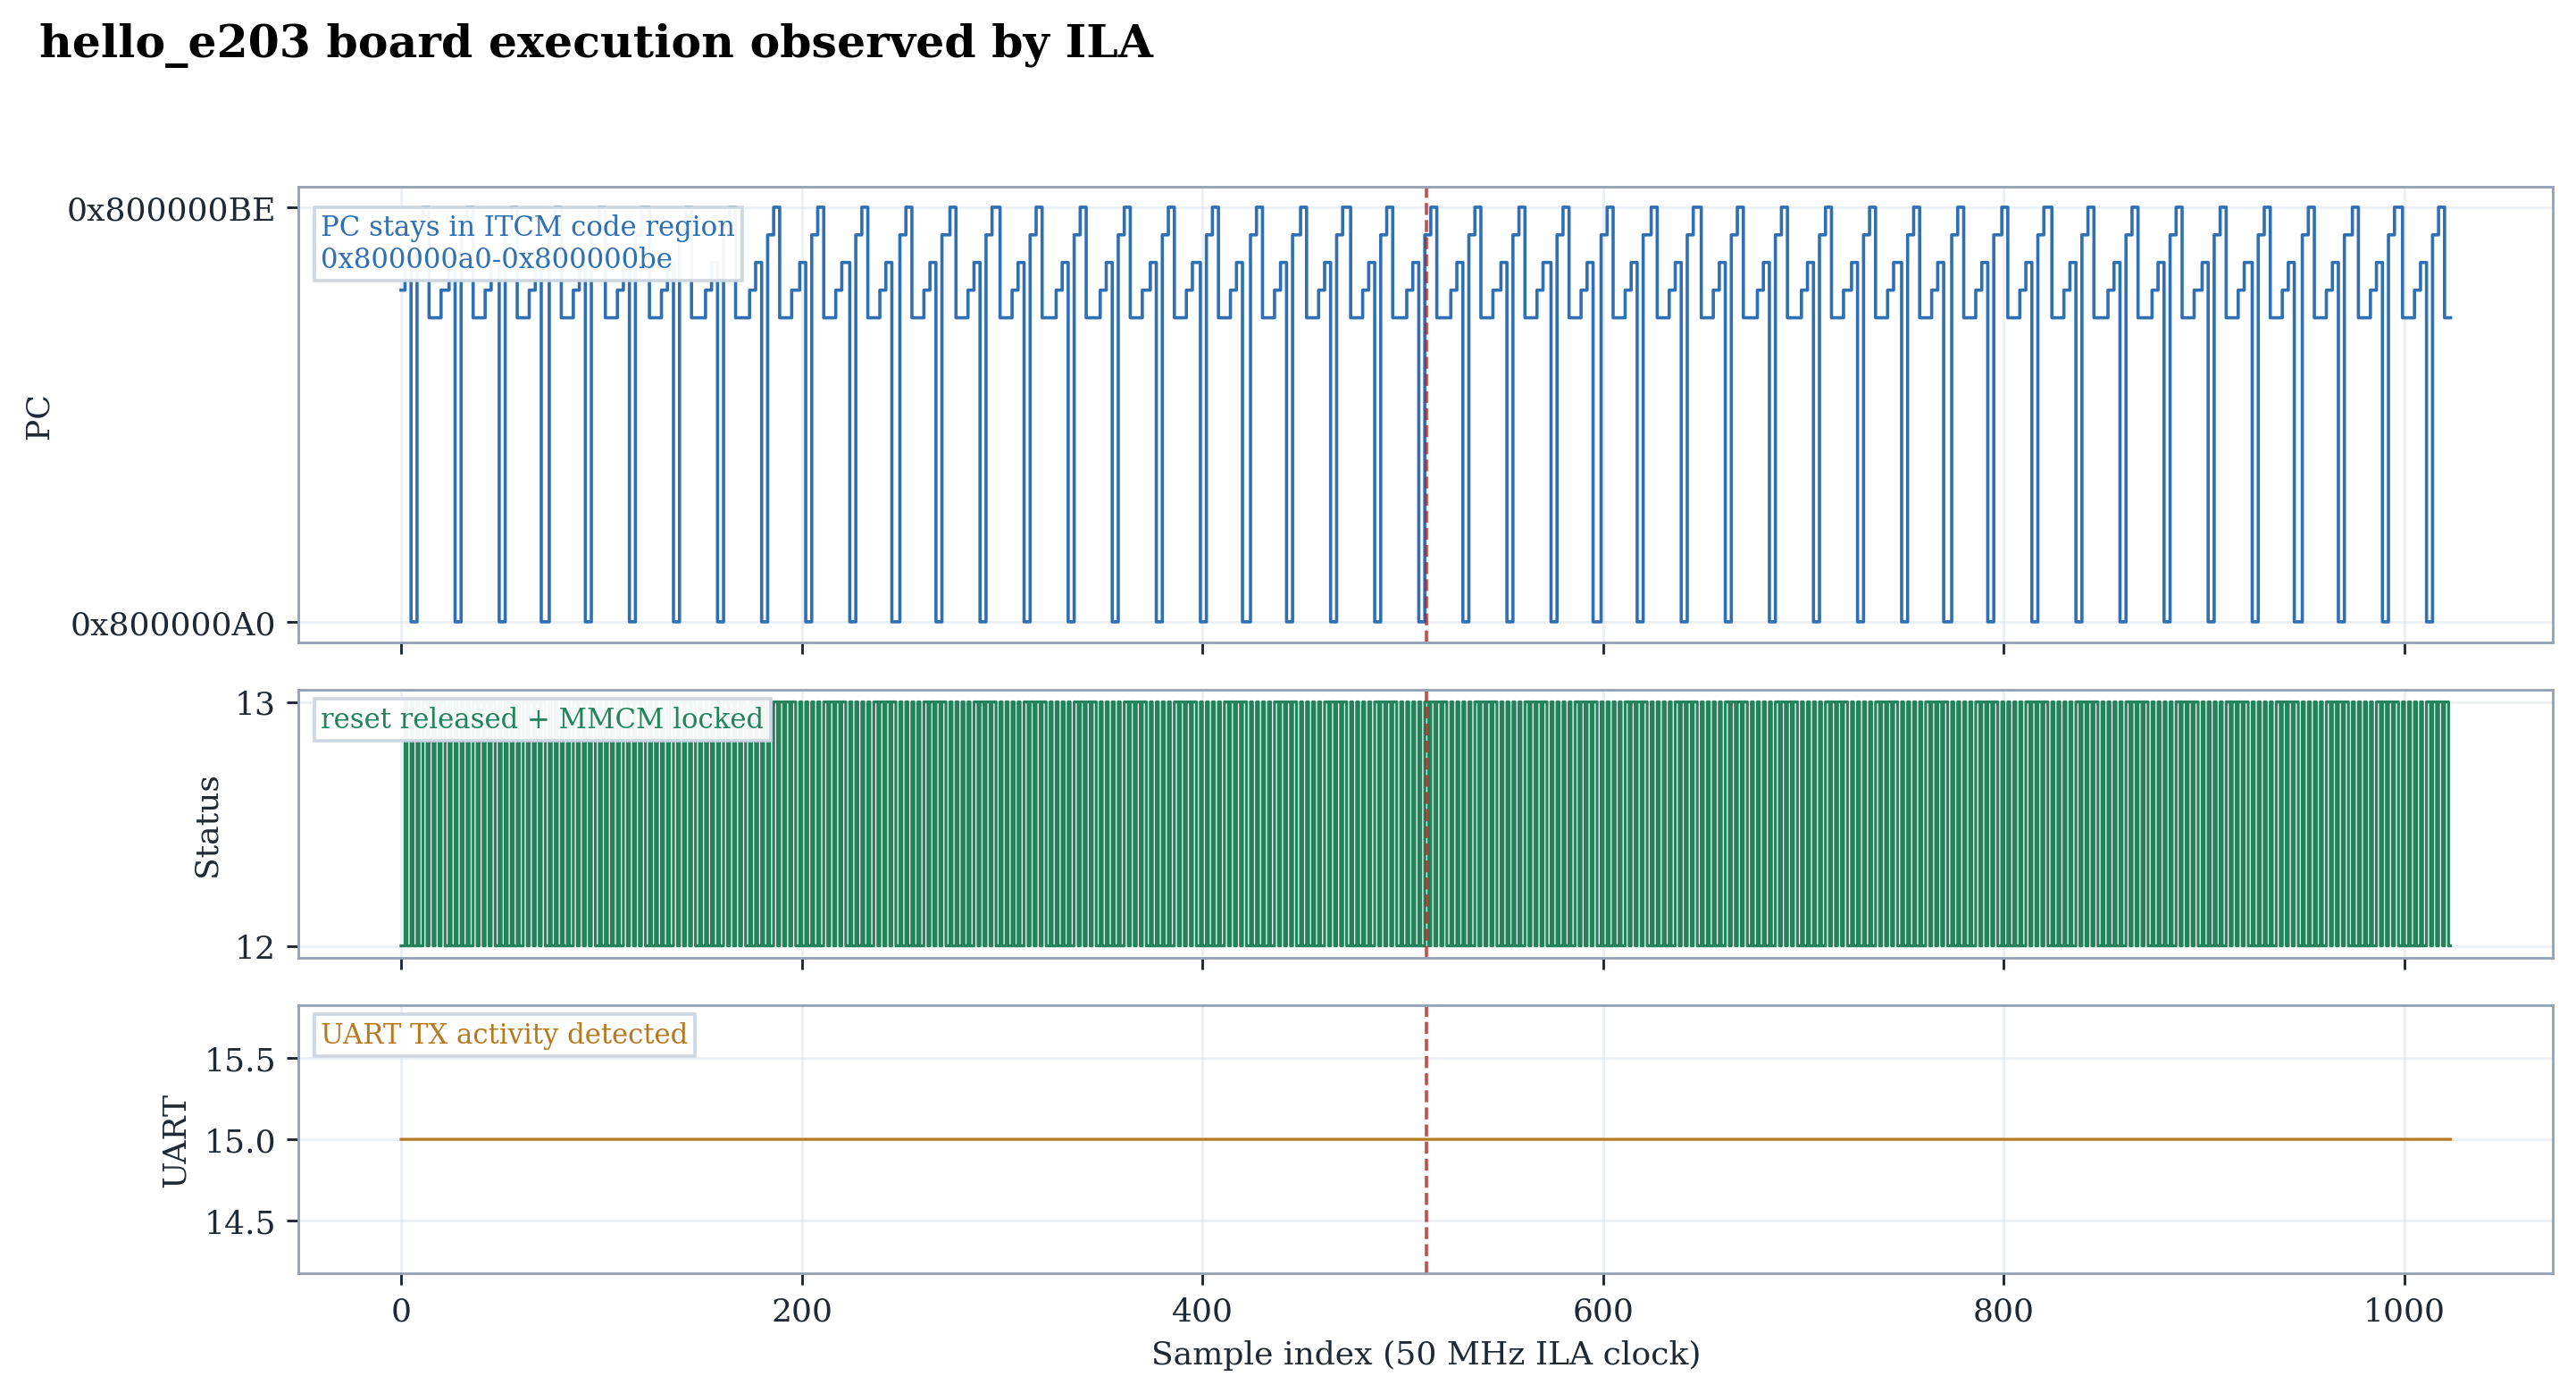 hello_e203 board execution observed by ILA
0x800000BE
PC stays in ITCM code region
0x800000a0-0x800000be
PC
0x800000A0
13
reset released + MMCM locked
Status
12
UART TX activity detected
15.5
UART
15.0
14.5
0 200 400 600 800 1000
Sample index (50 MHz ILA clock)